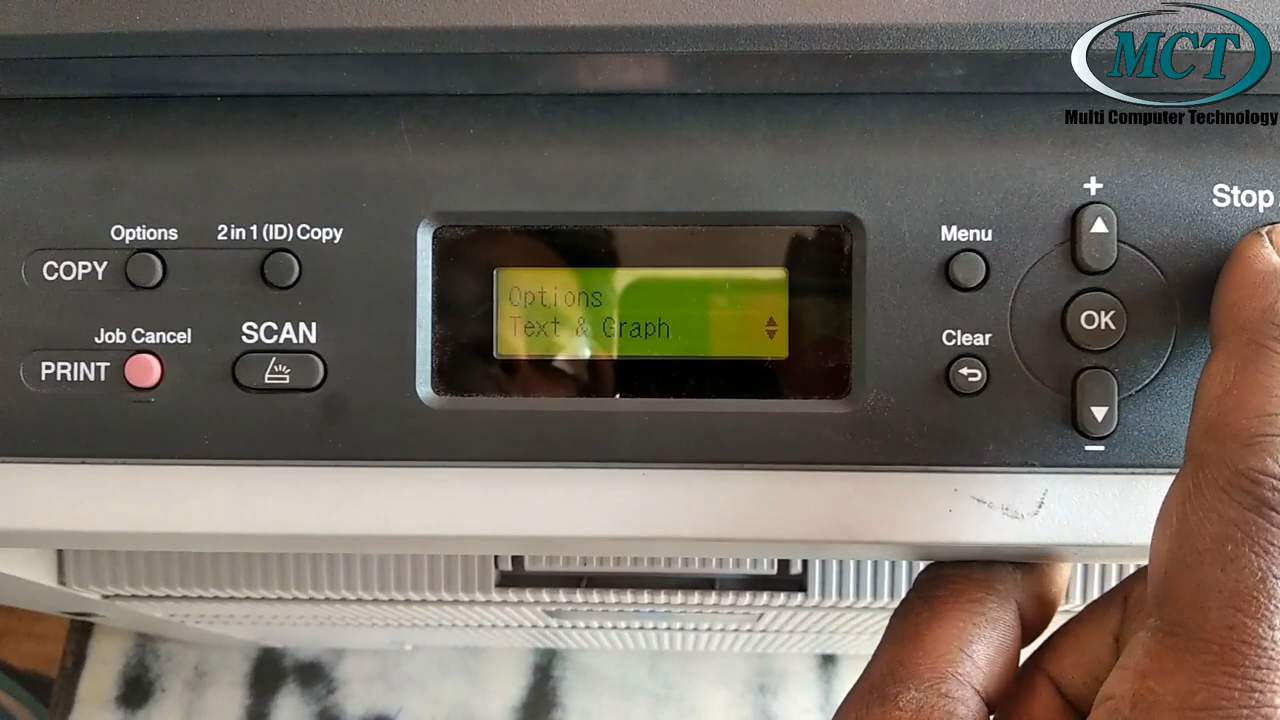 MCT
Multi Computer Technology
+
Stop
Options
2 in 1 (ID) Copy
COPY
Menu
Options
Text & Graph
OK
Job Cancel
SCAN
Clear
PRINT
−